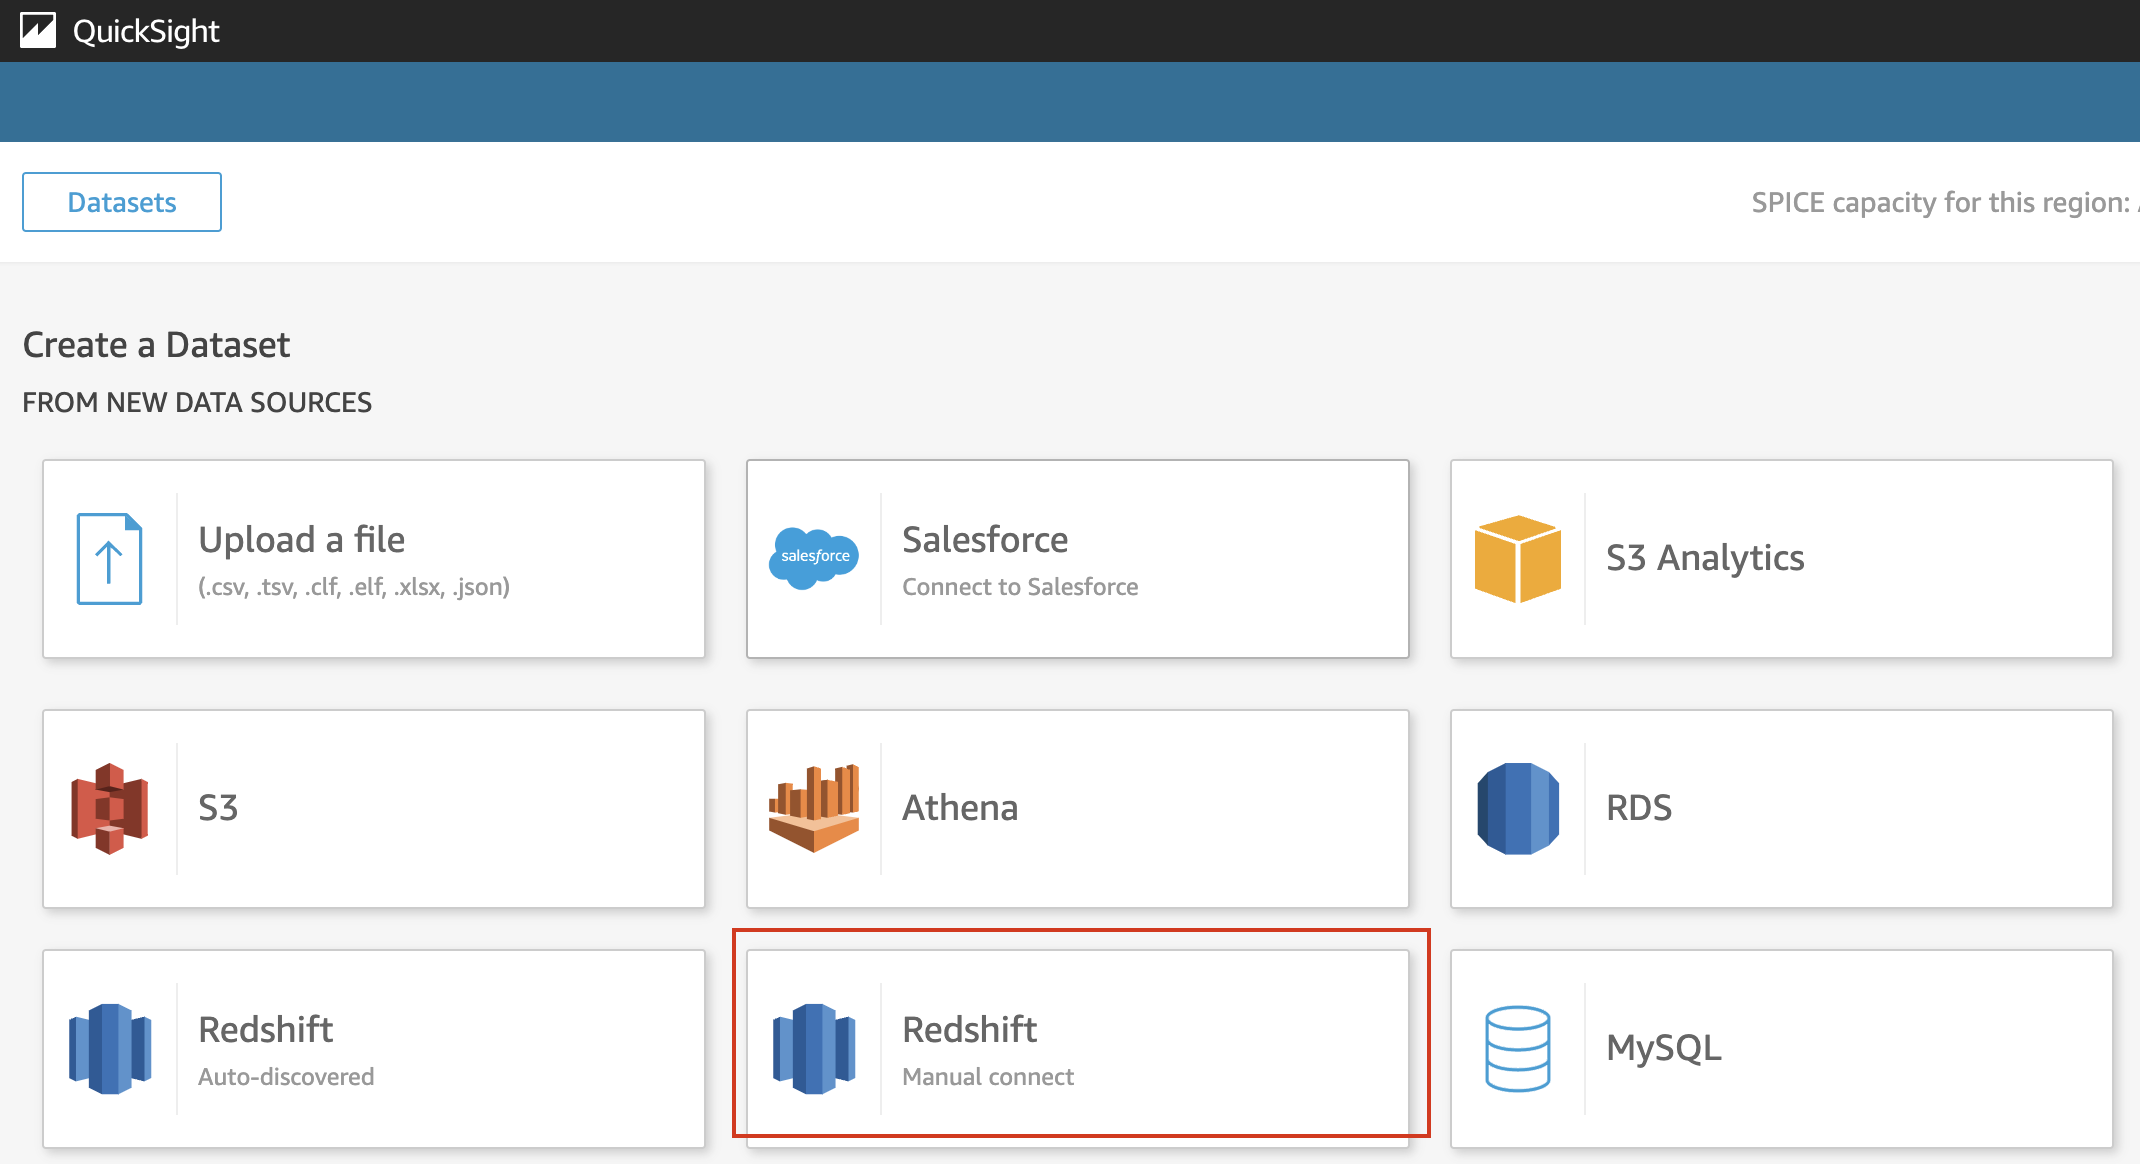 QuickSight
Datasets
SPICE capacity for this region:
Create a Dataset
FROM NEW DATA SOURCES
Upload a file
(.csv, .tsv, .clf, .elf, .xlsx, .json)
salesforce
Salesforce
Connect to Salesforce
S3 Analytics
S3
Athena
RDS
Redshift
Auto-discovered
Redshift
Manual connect
MySQL